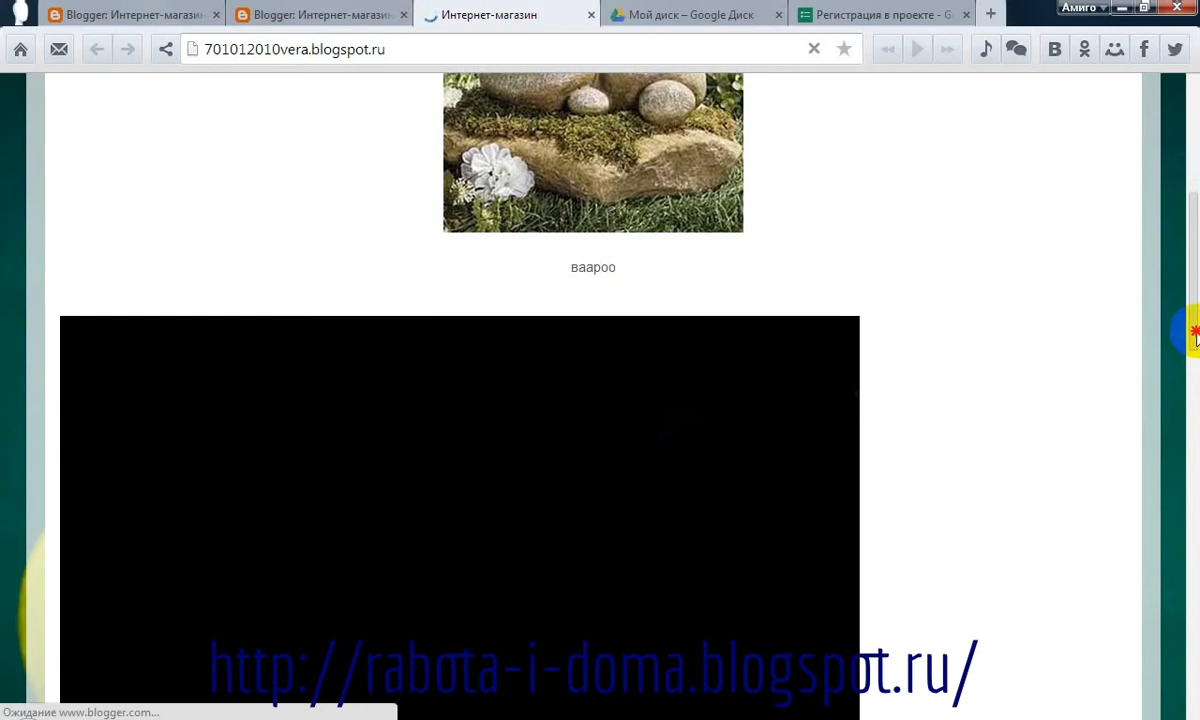 Blogger: Интернет-магазин
Blogger: Интернет-магазин
Интернет-магазин
Мой диск – Google Диск
Регистрация в проекте - Go
Амиго
701012010vera.blogspot.ru
B
f
ваароо
http://rabota-i-doma.blogspot.ru/
Ожидание www.blogger.com...